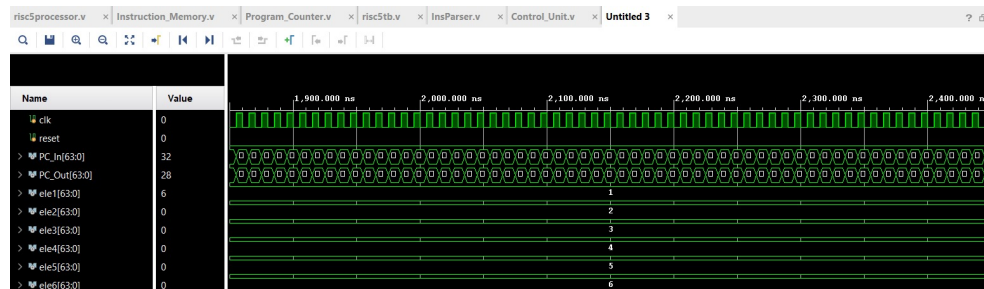 risc5processor.v × Instruction_Memory.v × Program_Counter.v × risc5tb.v × InsParser.v × Control_Unit.v × Untitled 3 × ?
Name Value 1,900.000 ns 2,000.000 ns 2,100.000 ns 2,200.000 ns 2,300.000 ns 2,400.000 n
clk 0
reset 0
> PC_In[63:0] 32
> PC_Out[63:0] 28
> ele1[63:0] 6 1
> ele2[63:0] 0 2
> ele3[63:0] 0 3
> ele4[63:0] 0 4
> ele5[63:0] 0 5
> ele6[63:0] 0 6